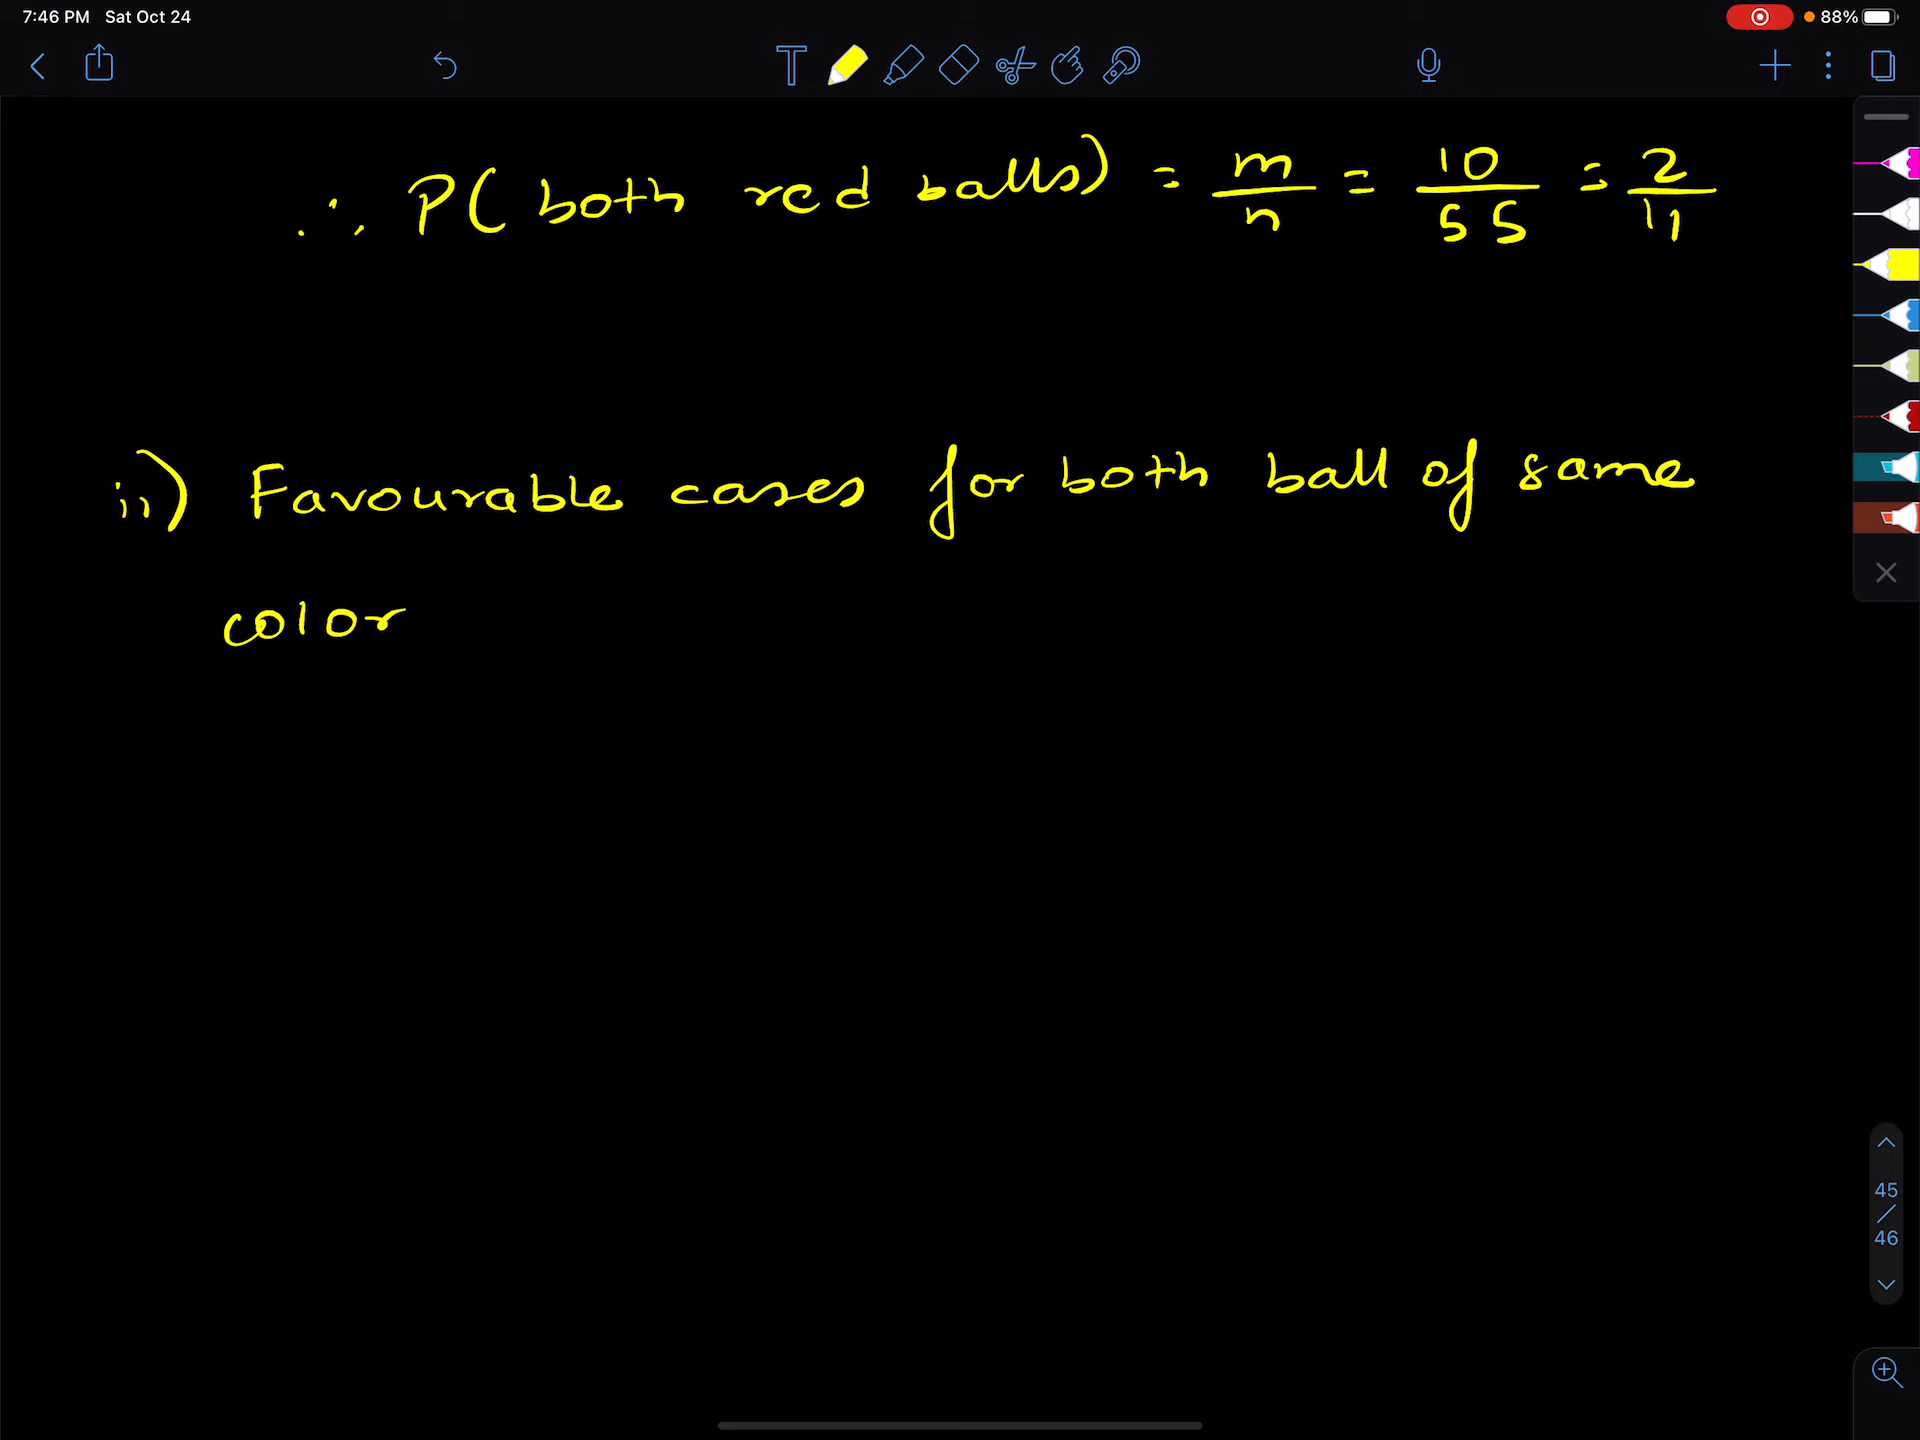 7:46 PM Sat Oct 24 88%
∴ P( both red balls) = m/n = 10/55 = 2/11
ii) Favourable cases for both ball of same
color
45
/
46